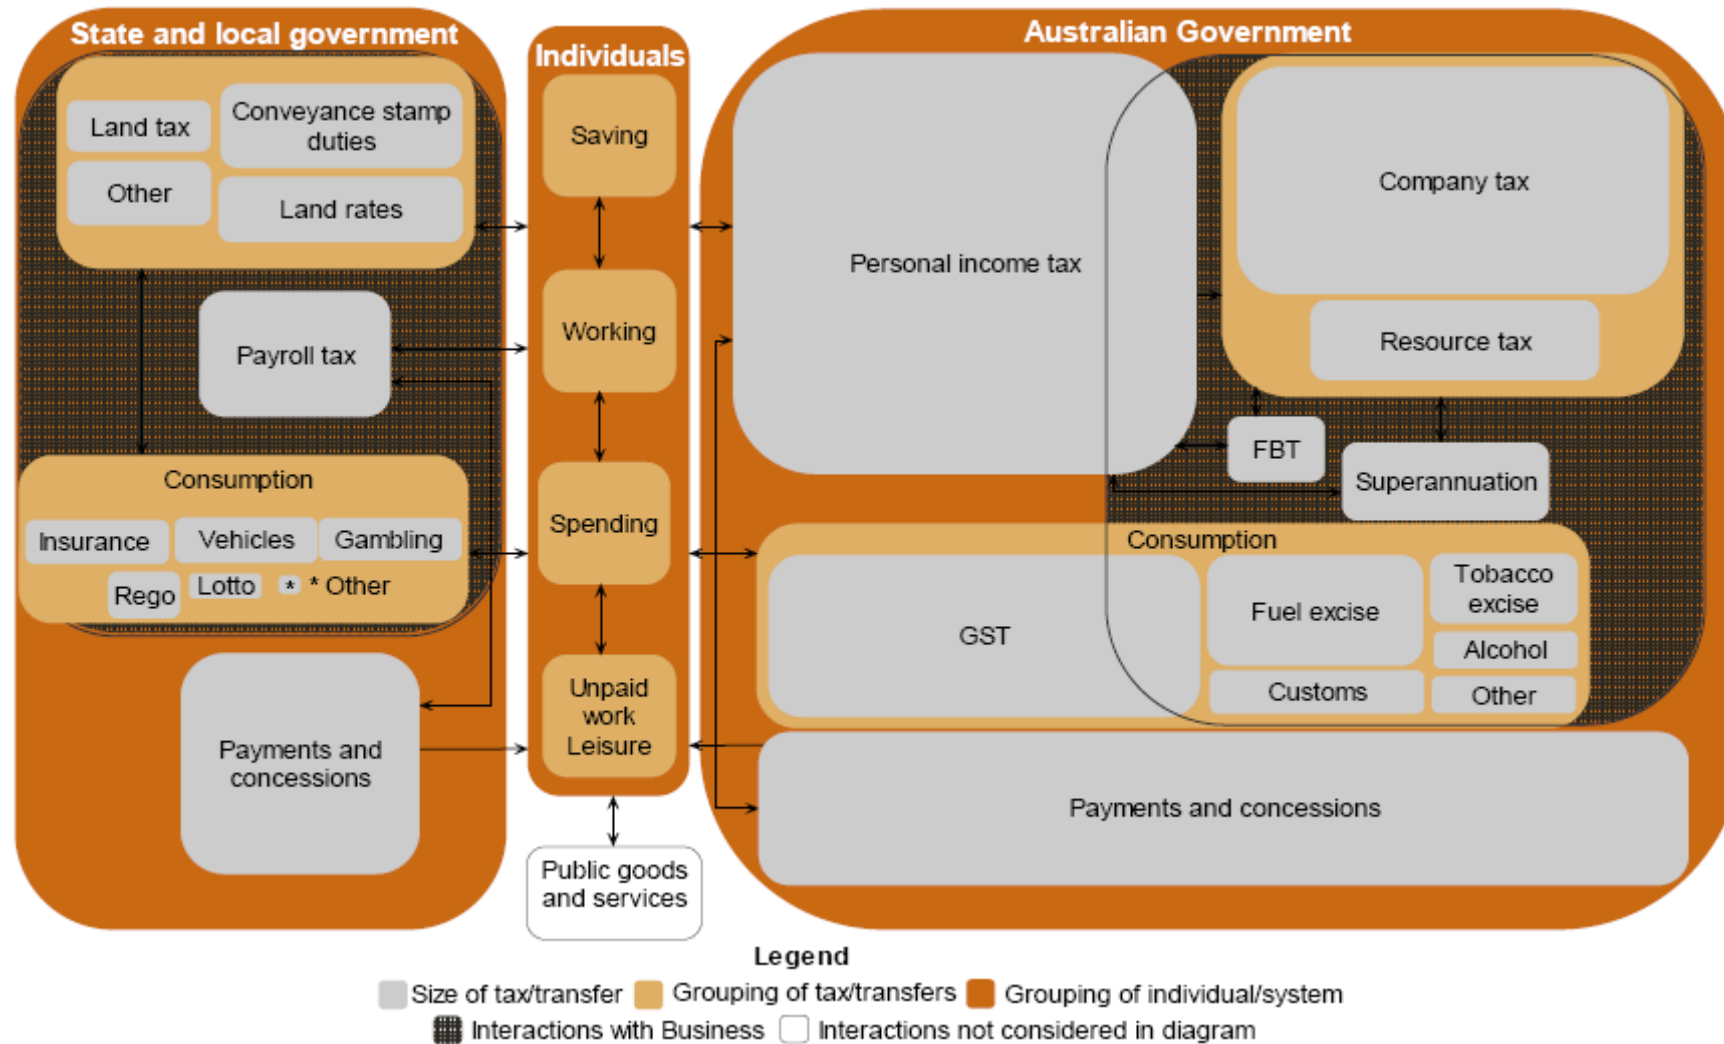 State and local government
Land tax
Conveyance stamp
duties
Other
Land rates
Payroll tax
Consumption
Insurance
Vehicles
Gambling
Rego
Lotto
*
* Other
Payments and
concessions
Individuals
Saving
Working
Spending
Unpaid
work
Leisure
Public goods
and services
Australian Government
Personal income tax
Company tax
Resource tax
FBT
Superannuation
Consumption
GST
Fuel excise
Tobacco
excise
Alcohol
Customs
Other
Payments and concessions
Legend
Size of tax/transfer
Grouping of tax/transfers
Grouping of individual/system
Interactions with Business
Interactions not considered in diagram